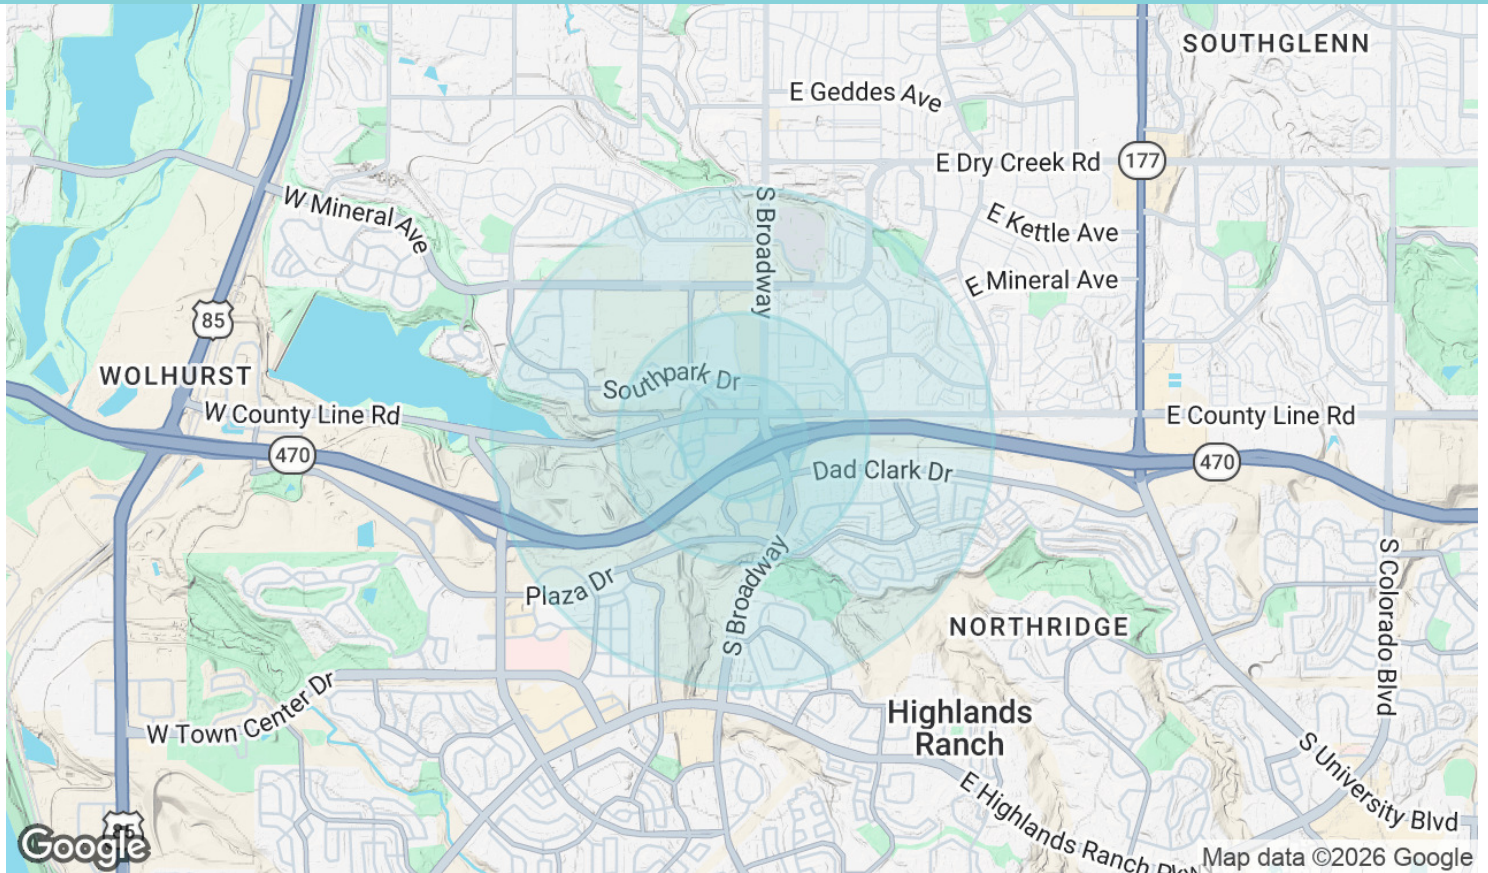 SOUTHGLENN
E Geddes Ave
E Dry Creek Rd
177
W Mineral Ave
S Broadway
E Kettle Ave
E Mineral Ave
85
WOLHURST
Southpark Dr
W County Line Rd
E County Line Rd
470
470
Dad Clark Dr
Plaza Dr
S Broadway
NORTHRIDGE
S Colorado Blvd
W Town Center Dr
Highlands
Ranch
S University Blvd
E Highlands Ranch Pkwy
85
Google
Map data ©2026 Google